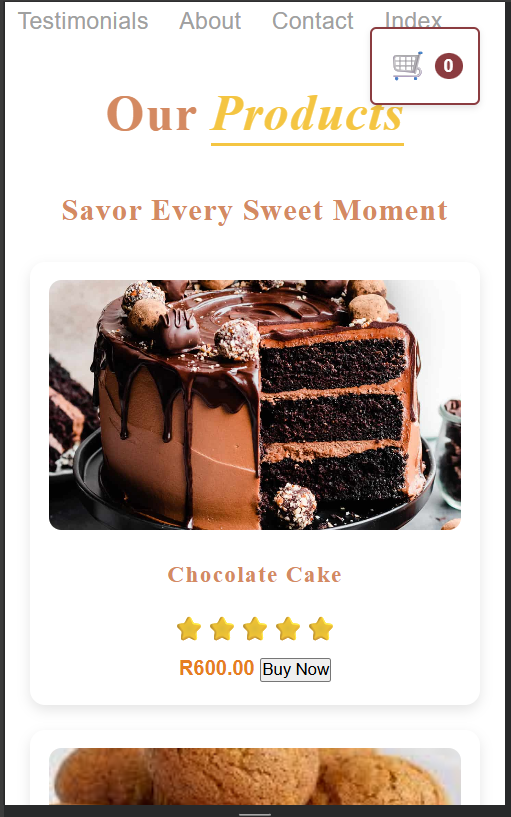 Testimonials About Contact Index
0
Our Products
Savor Every Sweet Moment
Chocolate Cake
R600.00 Buy Now